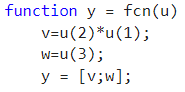 function y = fcn(u)
    v=u(2)*u(1);
    w=u(3);
    y = [v;w];